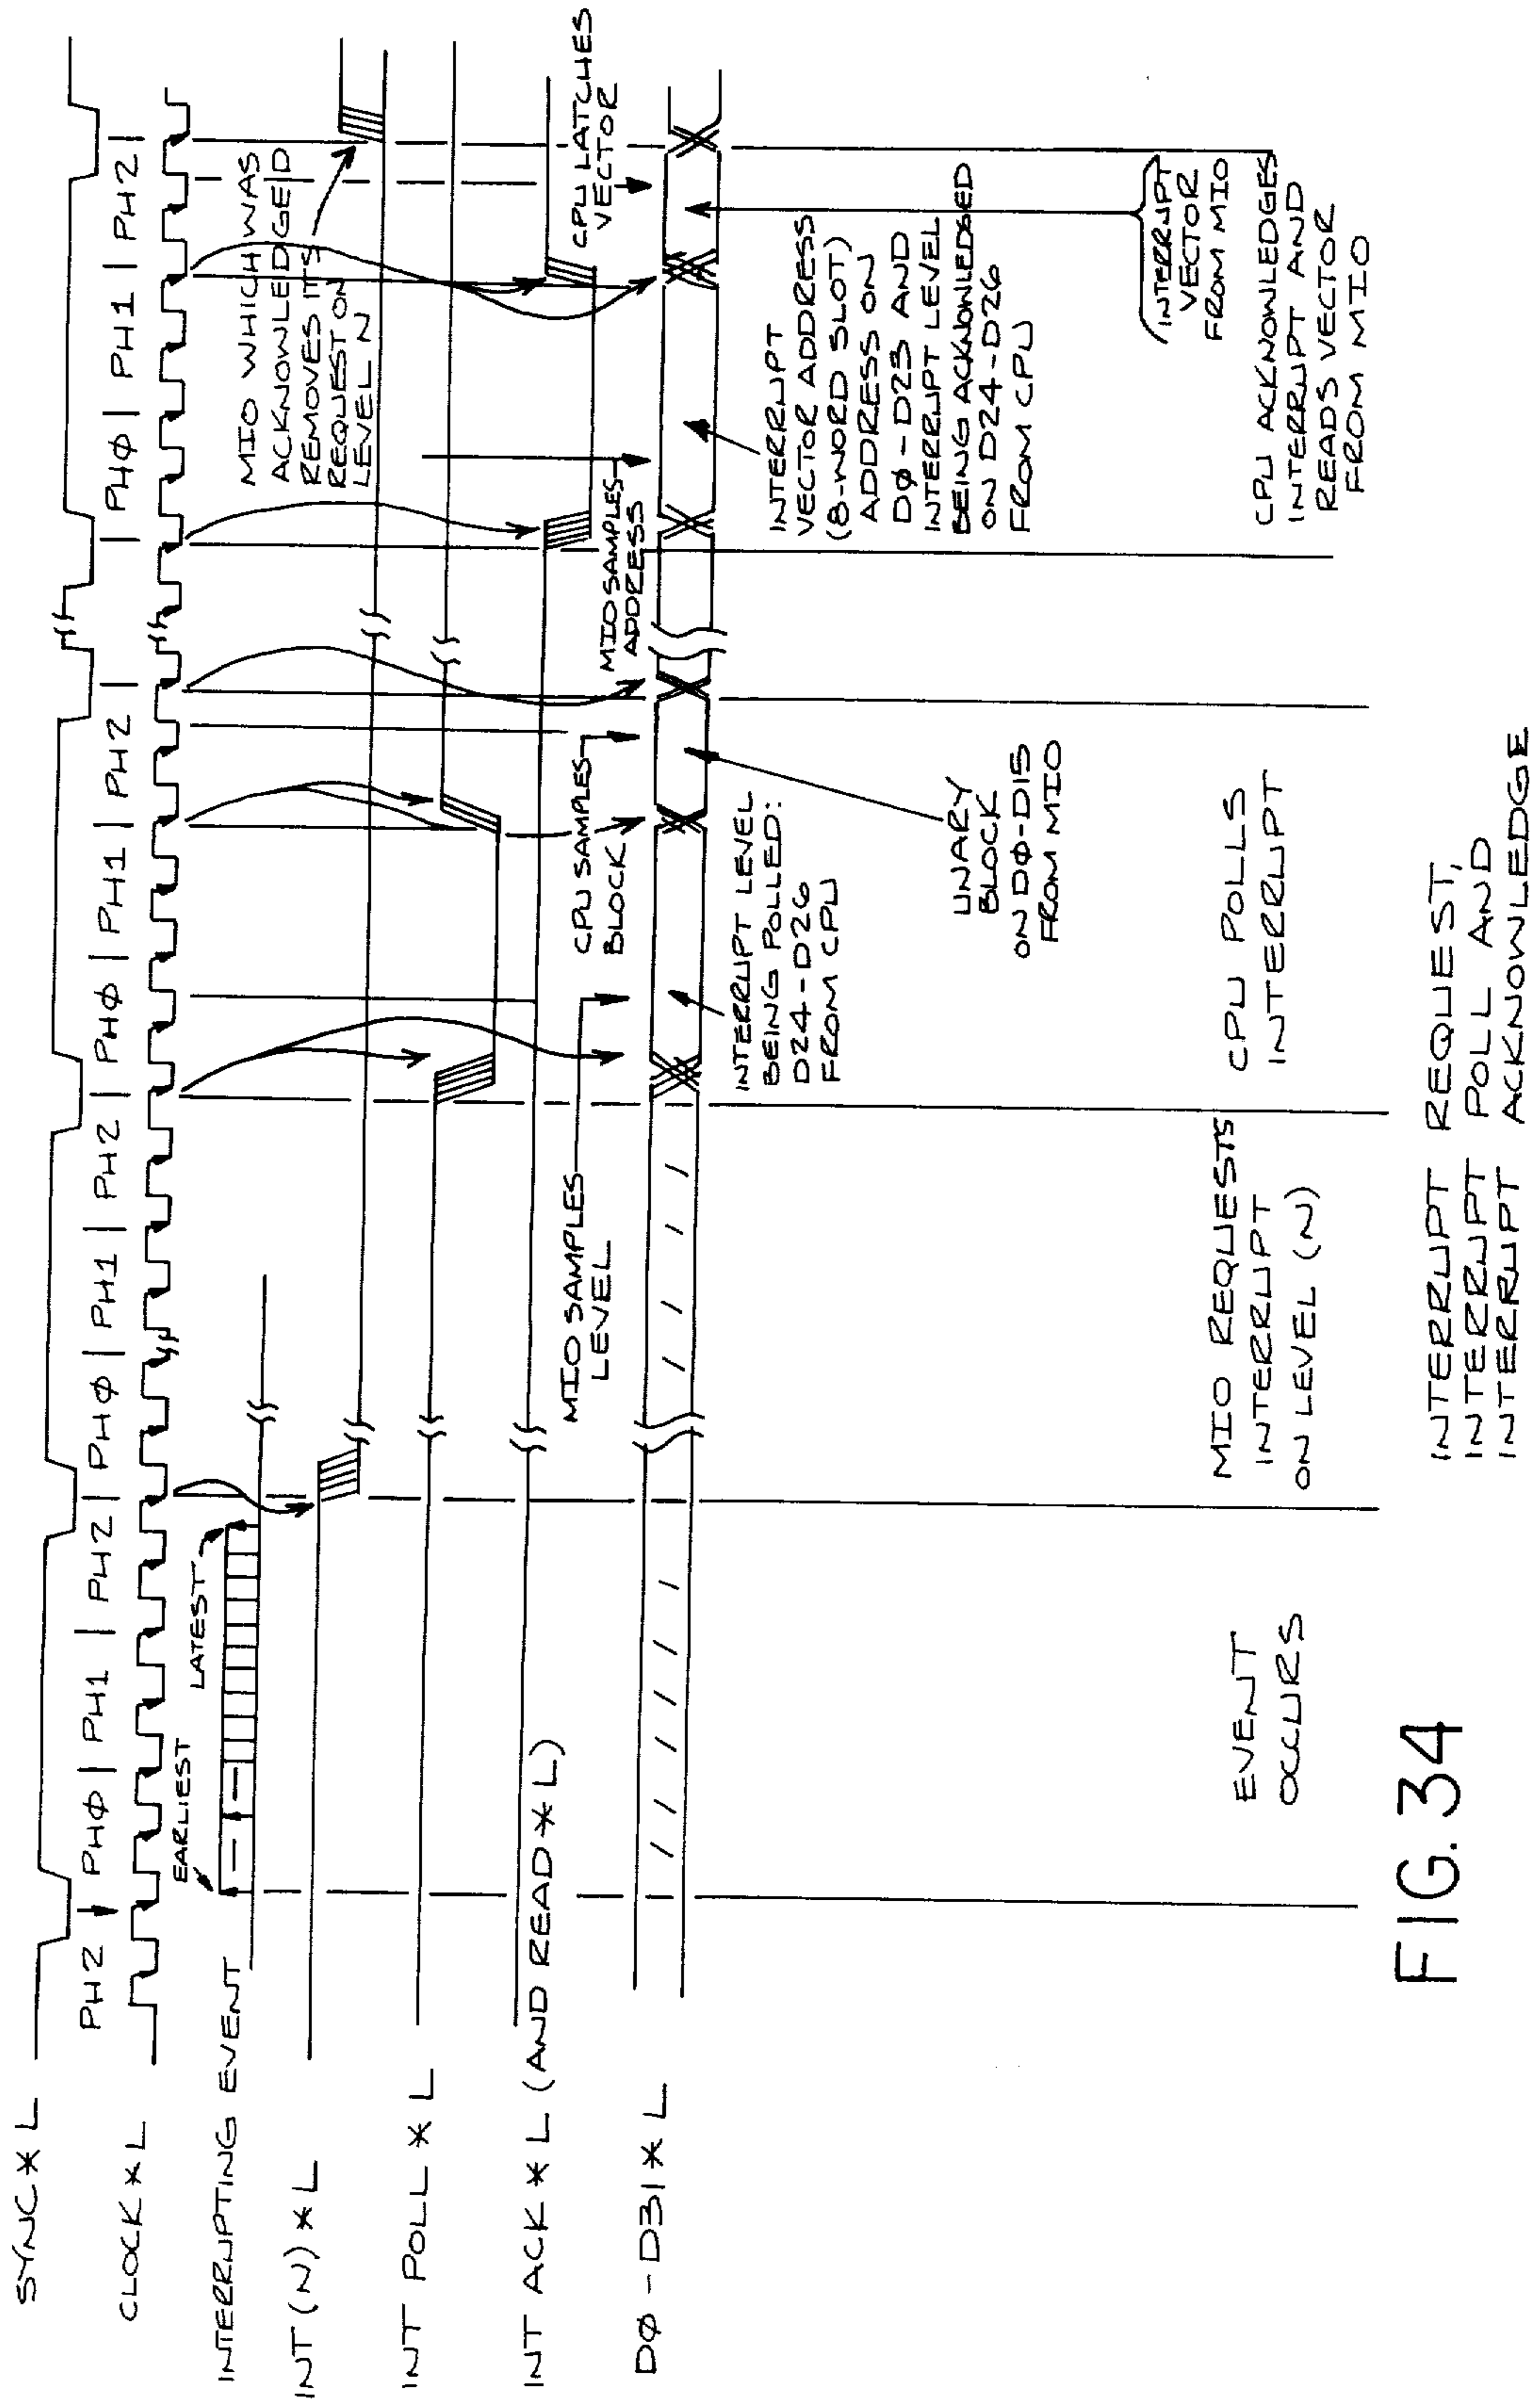 SYNC*L
PH2 PHØ | PH1 | PH2 | PHØ | PH1 | PH2 | PHØ | PH1 | PH2 | PHØ | PH1 | PH2 |
CLOCK*L
EARLIEST
LATEST
INTERRUPTING EVENT
INT (N)*L
MIO WHICH WAS
ACKNOWLEDGED
REMOVES ITS
REQUEST ON
LEVEL N
INT POLL*L
INT ACK*L (AND READ*L)
MIO SAMPLES
LEVEL
CPU SAMPLES
BLOCK
MIO SAMPLES
ADDRESS
CPU LATCHES
VECTOR
DØ-D31*L
INTERRUPT LEVEL
BEING POLLED:
D24-D26
FROM CPU
UNARY
BLOCK
ON DØ-D15
FROM MIO
INTERRUPT
VECTOR ADDRESS
(8-WORD SLOT)
ADDRESS ON
DØ-D23 AND
INTERRUPT LEVEL
BEING ACKNOWLEDGED
ON D24-D26
FROM CPU
INTERRUPT
VECTOR
FROM MIO
EVENT
OCCURS
MIO REQUESTS
INTERRUPT
ON LEVEL (N)
CPU POLLS
INTERRUPT
CPU ACKNOWLEDGES
INTERRUPT AND
READS VECTOR
FROM MIO
FIG. 34
INTERRUPT REQUEST,
INTERRUPT POLL AND
INTERRUPT ACKNOWLEDGE